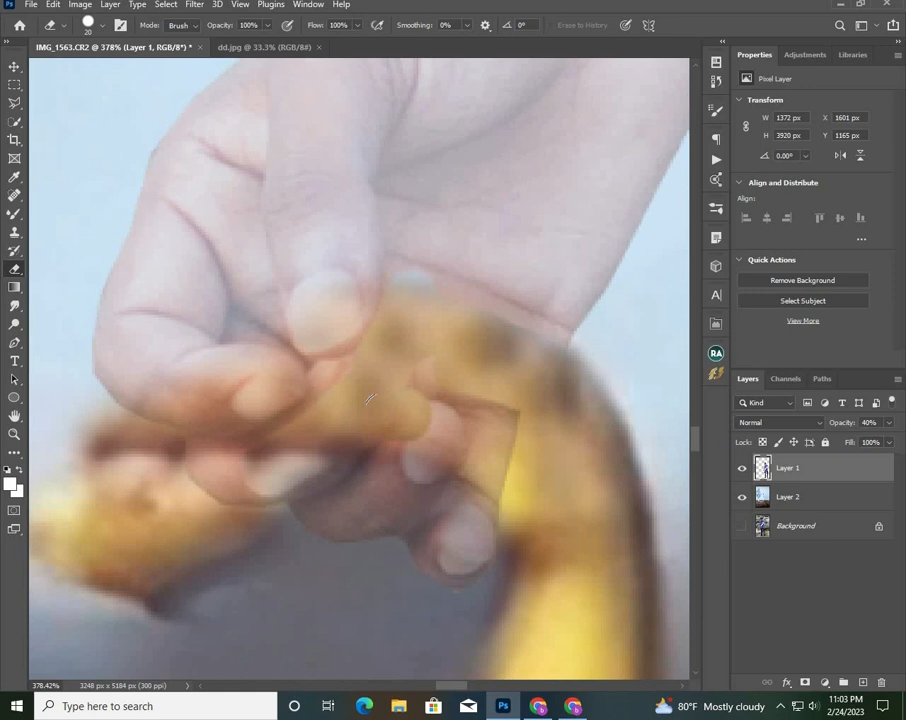 File Edit Image Layer Type Select Filter 3D View Plugins Window Help
Mode: Brush Opacity: 100% Flow: 100% Smoothing: 0% 0° Erase to History
20
IMG_1563.CR2 @ 378% (Layer 1, RGB/8*) * × dd.jpg @ 33.3% (RGB/8#) ×
Properties Adjustments Libraries
Pixel Layer
Transform
W 1372 px X 1601 px
H 3920 px Y 1165 px
0.00°
Align and Distribute
Align:
Quick Actions
Remove Background
Select Subject
View More
RA
Layers Channels Paths
Kind
Normal Opacity: 40%
Lock: Fill: 100%
Layer 1
Layer 2
Background
fx
378.42% 3248 px x 5184 px (300 ppi)
Type here to search
Ps
80°F Mostly cloudy
11:03 PM
2/24/2023